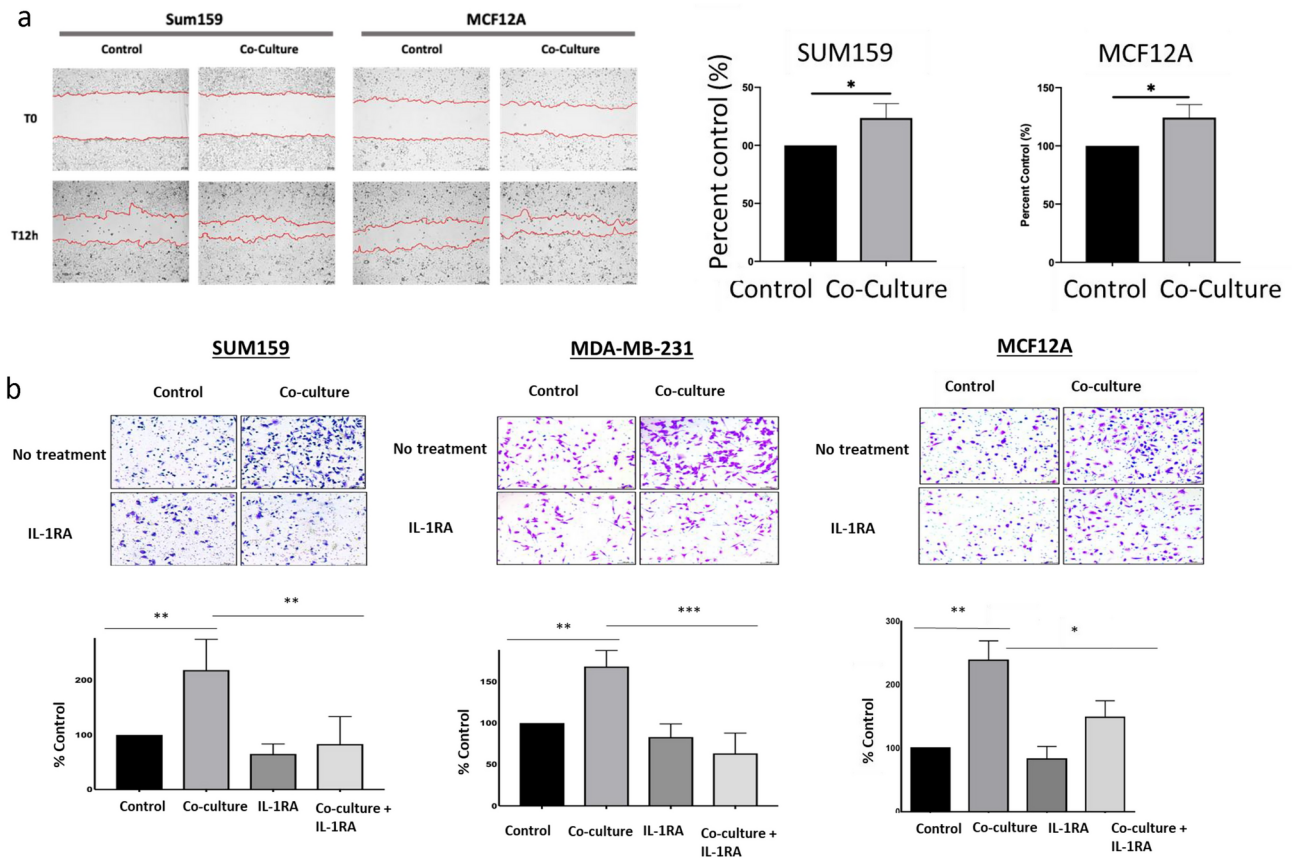 a
Sum159 MCF12A
Control Co-Culture Control Co-Culture
T0
T12h
SUM159
Percent control (%)
50
*
00
50
0
Control Co-Culture
MCF12A
Percent Control (%)
150
*
100
50
0
Control Co-Culture
b
SUM159
Control Co-culture
No treatment
IL-1RA
** **
% Control
200
100
0
Control Co-culture IL-1RA Co-culture +
IL-1RA
MDA-MB-231
Control Co-culture
No treatment
IL-1RA
** ***
% Control
150
100
50
0
Control Co-culture IL-1RA Co-culture +
IL-1RA
MCF12A
Control Co-culture
No treatment
IL-1RA
** *
% Control
300
200
100
0
Control Co-culture IL-1RA Co-culture +
IL-1RA